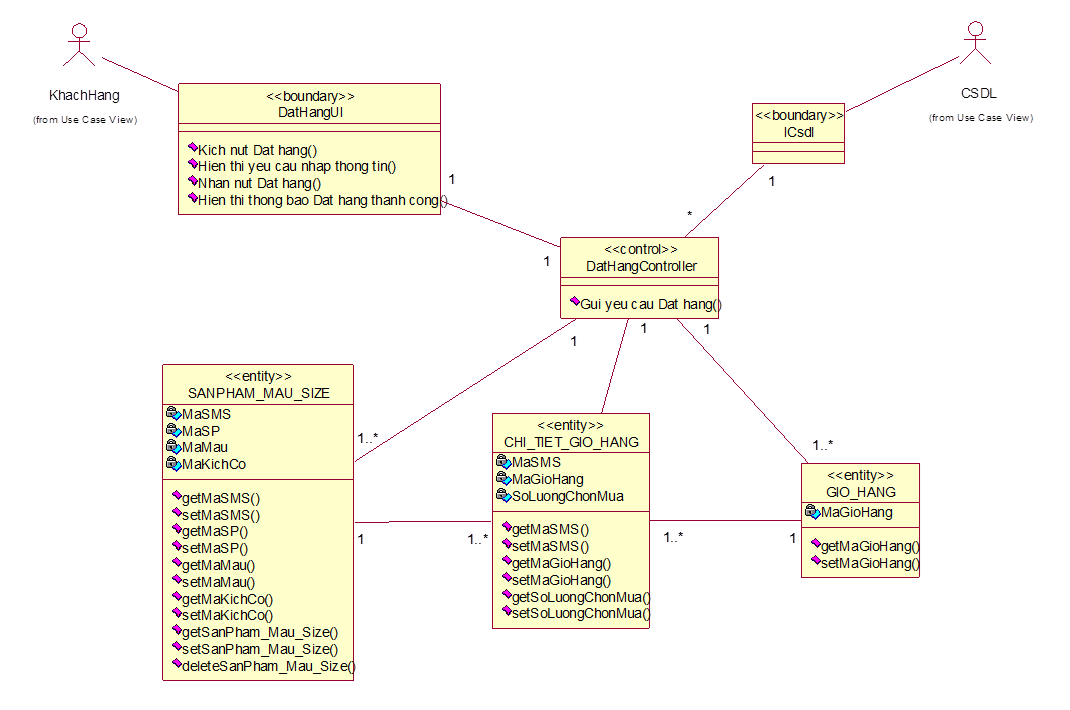 KhachHang
(from Use Case View)
<<boundary>>
DatHangUI
Kich nut Dat hang()
Hien thi yeu cau nhap thong tin()
Nhan nut Dat hang()
Hien thi thong bao Dat hang thanh cong()
CSDL
(from Use Case View)
<<boundary>>
ICsdl
1
1
*
1
<<control>>
DatHangController
Gui yeu cau Dat hang()
1
1
1
<<entity>>
SANPHAM_MAU_SIZE
MaSMS
MaSP
MaMau
MaKichCo
getMaSMS()
setMaSMS()
getMaSP()
setMaSP()
getMaMau()
setMaMau()
getMaKichCo()
setMaKichCo()
getSanPham_Mau_Size()
setSanPham_Mau_Size()
deleteSanPham_Mau_Size()
1..*
1
1..*
<<entity>>
CHI_TIET_GIO_HANG
MaSMS
MaGioHang
SoLuongChonMua
getMaSMS()
setMaSMS()
getMaGioHang()
setMaGioHang()
getSoLuongChonMua()
setSoLuongChonMua()
1..*
1
1..*
<<entity>>
GIO_HANG
MaGioHang
getMaGioHang()
setMaGioHang()